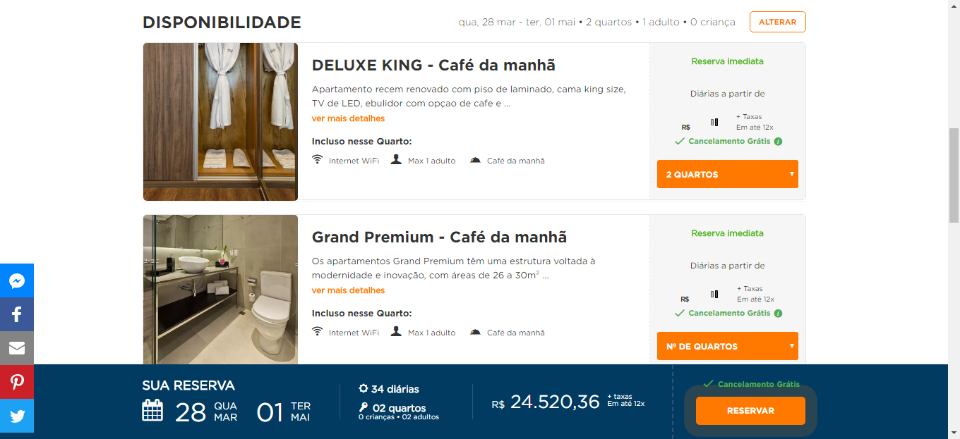 DISPONIBILIDADE
qua, 28 mar - ter, 01 mai • 2 quartos • 1 adulto • 0 criança
ALTERAR
DELUXE KING - Café da manhã
Apartamento recem renovado com piso de laminado, cama king size,
TV de LED, ebulidor com opçao de cafe e ...
ver mais detalhes
Incluso nesse Quarto:
Internet WiFi
Max 1 adulto
Café da manhã
Reserva imediata
Diárias a partir de
R$
+ Taxas
Em até 12x
Cancelamento Grátis
2 QUARTOS
Grand Premium - Café da manhã
Os apartamentos Grand Premium têm uma estrutura voltada à
modernidade e inovação, com áreas de 26 a 30m² ...
ver mais detalhes
Incluso nesse Quarto:
Internet WiFi
Max 1 adulto
Café da manhã
Reserva imediata
Diárias a partir de
R$
+ Taxas
Em até 12x
Cancelamento Grátis
Nº DE QUARTOS
SUA RESERVA
28 QUA MAR 01 TER MAI
34 diárias
02 quartos
0 crianças • 02 adultos
R$ 24.520,36 + taxas
Em até 12x
Cancelamento Grátis
RESERVAR